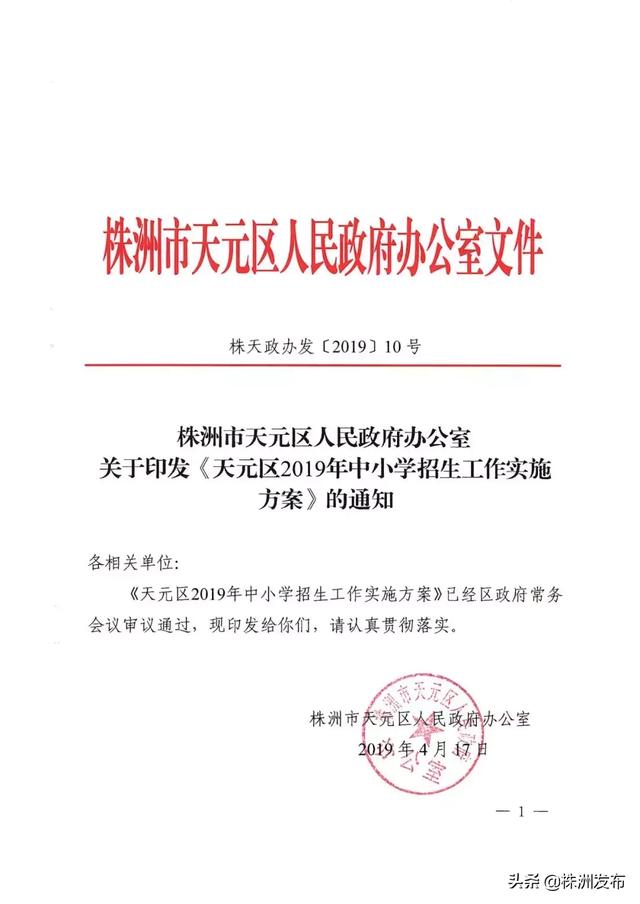 株洲市天元区人民政府办公室文件
株天政办发〔2019〕10号
株洲市天元区人民政府办公室
关于印发《天元区2019年中小学招生工作实施
方案》的通知
各相关单位：
《天元区2019年中小学招生工作实施方案》已经区政府常务
会议审议通过，现印发给你们，请认真贯彻落实。
株洲市天元区人民政府办公室
2019年4月17日
株洲市天元区人民政府办公室
— 1 —
头条 @株洲发布